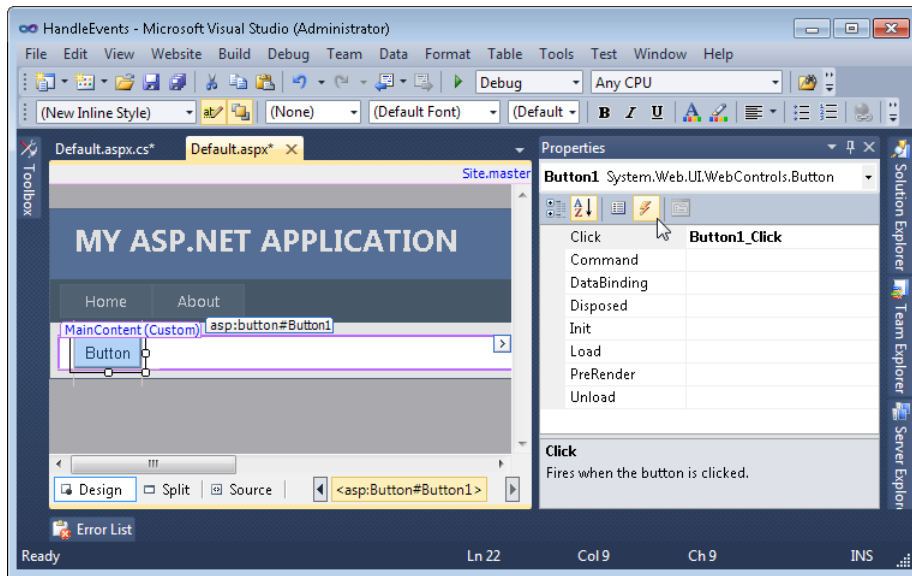 HandleEvents - Microsoft Visual Studio (Administrator)
File Edit View Website Build Debug Team Data Format Table Tools Test Window Help
Debug Any CPU
(New Inline Style) ab (None) (Default Font) (Default B I U A
Toolbox
Default.aspx.cs* Default.aspx*
Site.master
MY ASP.NET APPLICATION
Home About
MainContent (Custom) asp:button#Button1
Button
Design Split Source <asp:Button#Button1>
Properties
Button1 System.Web.UI.WebControls.Button
AZ
Click Button1_Click
Command
DataBinding
Disposed
Init
Load
PreRender
Unload
Click
Fires when the button is clicked.
Solution Explorer
Team Explorer
Server Explor
Error List
Ready Ln 22 Col 9 Ch 9 INS